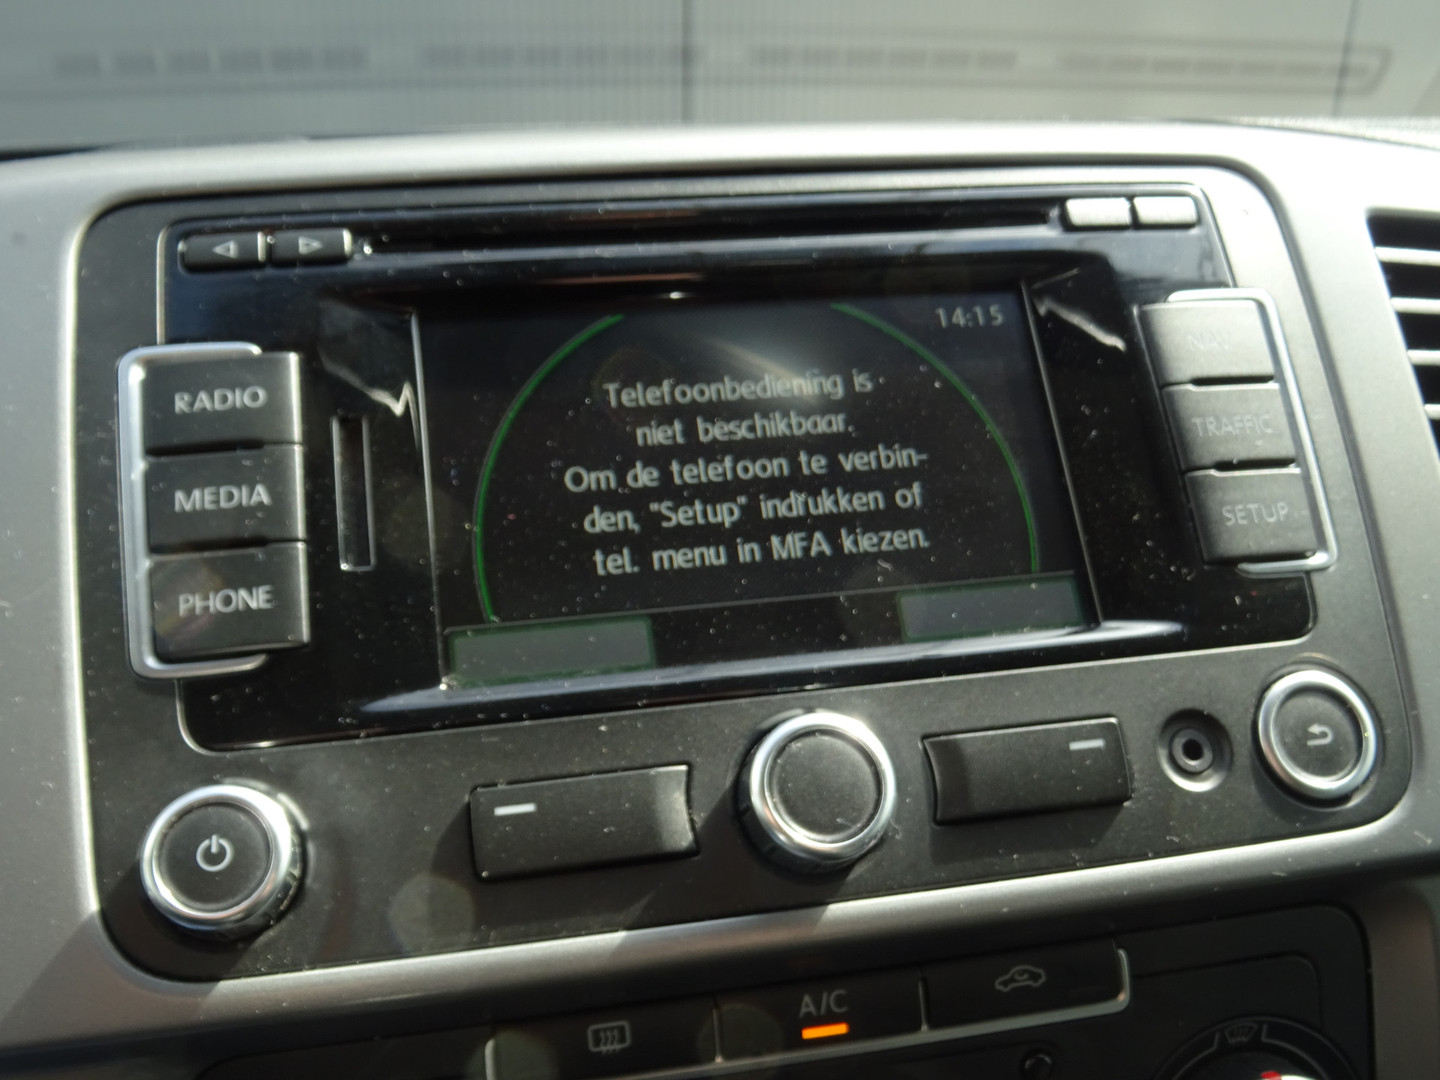 14:15
Telefoonbediening is
niet beschikbaar.
Om de telefoon te verbin-
den, "Setup" indrukken of
tel. menu in MFA kiezen.
RADIO
MEDIA
PHONE
NAV
TRAFFIC
SETUP
A/C